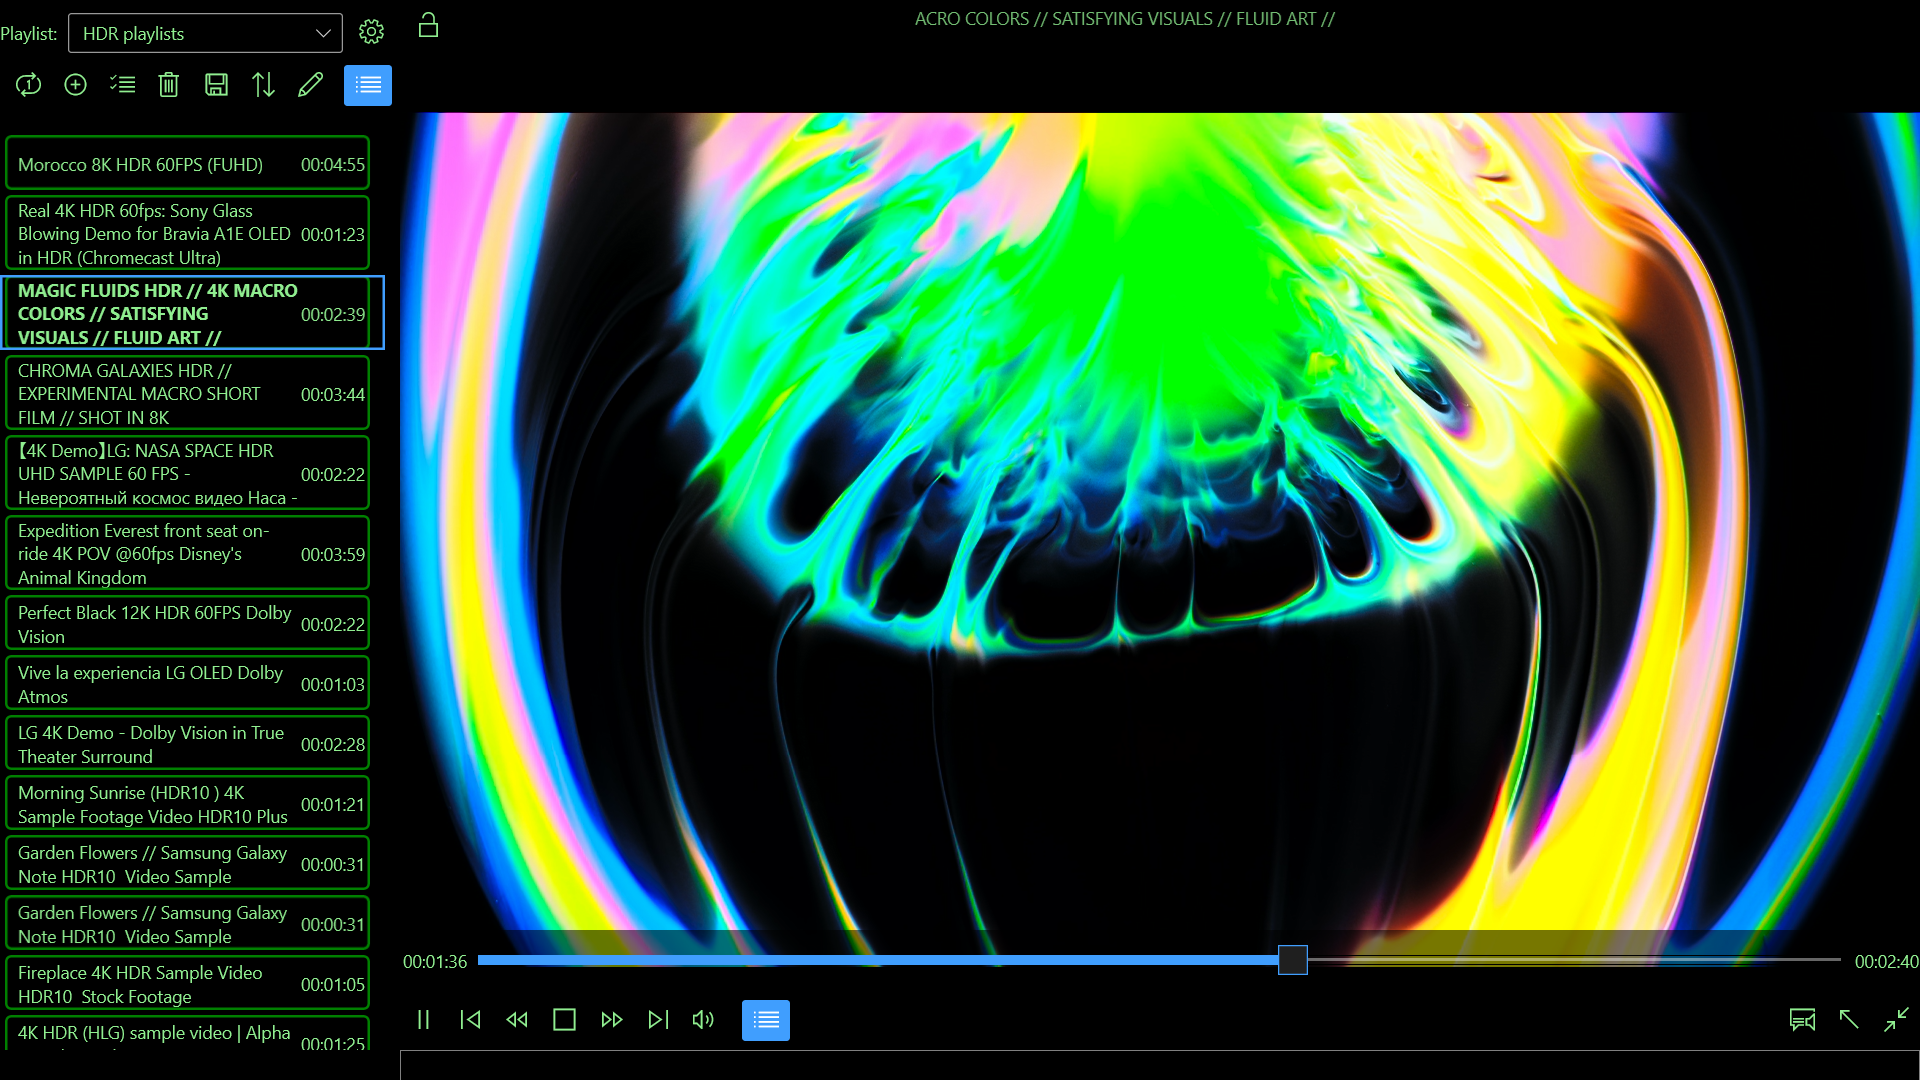 Playlist:
HDR playlists
ACRO COLORS // SATISFYING VISUALS // FLUID ART //
1
Morocco 8K HDR 60FPS (FUHD)
00:04:55
Real 4K HDR 60fps: Sony Glass
Blowing Demo for Bravia A1E OLED
in HDR (Chromecast Ultra)
00:01:23
MAGIC FLUIDS HDR // 4K MACRO
COLORS // SATISFYING
VISUALS // FLUID ART //
00:02:39
CHROMA GALAXIES HDR //
EXPERIMENTAL MACRO SHORT
FILM // SHOT IN 8K
00:03:44
【4K Demo】LG: NASA SPACE HDR
UHD SAMPLE 60 FPS -
Невероятный космос видео Наса -
00:02:22
Expedition Everest front seat on-
ride 4K POV @60fps Disney's
Animal Kingdom
00:03:59
Perfect Black 12K HDR 60FPS Dolby
Vision
00:02:22
Vive la experiencia LG OLED Dolby
Atmos
00:01:03
LG 4K Demo - Dolby Vision in True
Theater Surround
00:02:28
Morning Sunrise (HDR10 ) 4K
Sample Footage Video HDR10 Plus
00:01:21
Garden Flowers // Samsung Galaxy
Note HDR10  Video Sample
00:00:31
Garden Flowers // Samsung Galaxy
Note HDR10  Video Sample
00:00:31
Fireplace 4K HDR Sample Video
HDR10  Stock Footage
00:01:05
4K HDR (HLG) sample video | Alpha
00:01:25
00:01:36
00:02:40